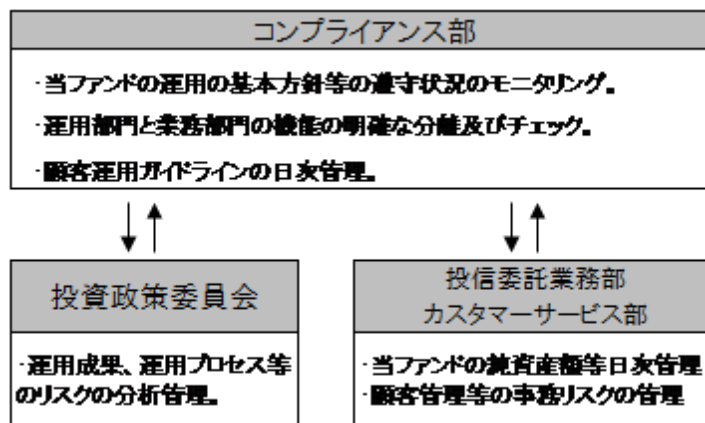 コンプライアンス部
・当ファンドの運用の基本方針等の遵守状況のモニタリング。
・運用部門と業務部門の機能の明確な分離及びチェック。
・顧客運用ガイドラインの日次管理。
投資政策委員会
・運用成果、運用プロセス等
のリスクの分析管理。
投信委託業務部
カスタマーサービス部
・当ファンドの純資産額等日次管理
・顧客管理等の事務リスクの管理